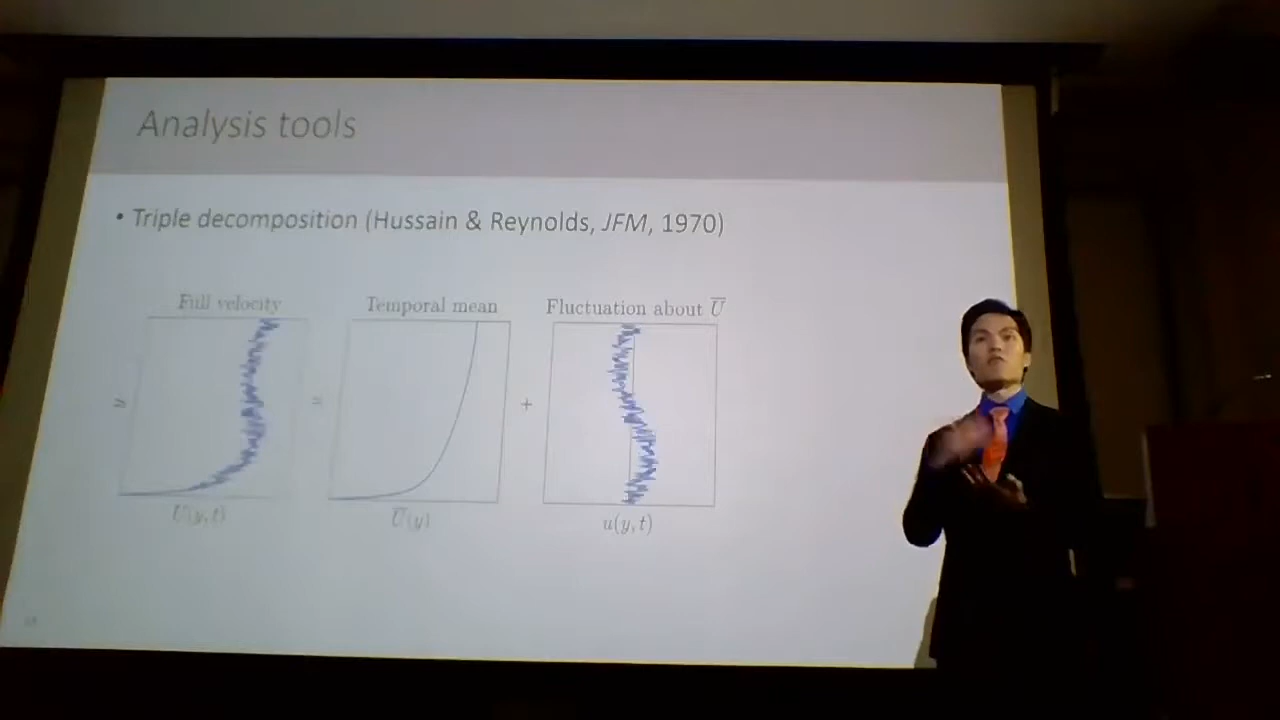 Analysis tools
• Triple decomposition (Hussain & Reynolds, JFM, 1970)
Full velocity
Temporal mean
Fluctuation about U̅
y
=
+
U(y,t)
U̅(y)
u(y,t)